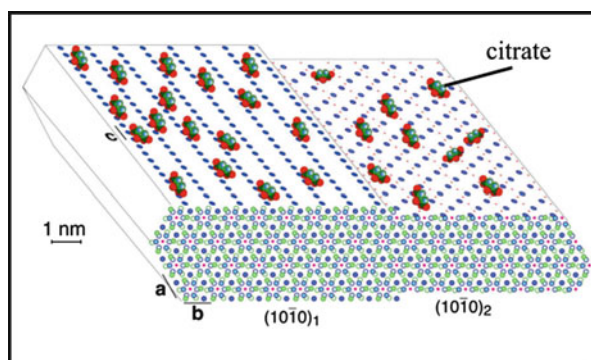 citrate
c
1 nm
a
b
(101̄0)₁
(101̄0)₂